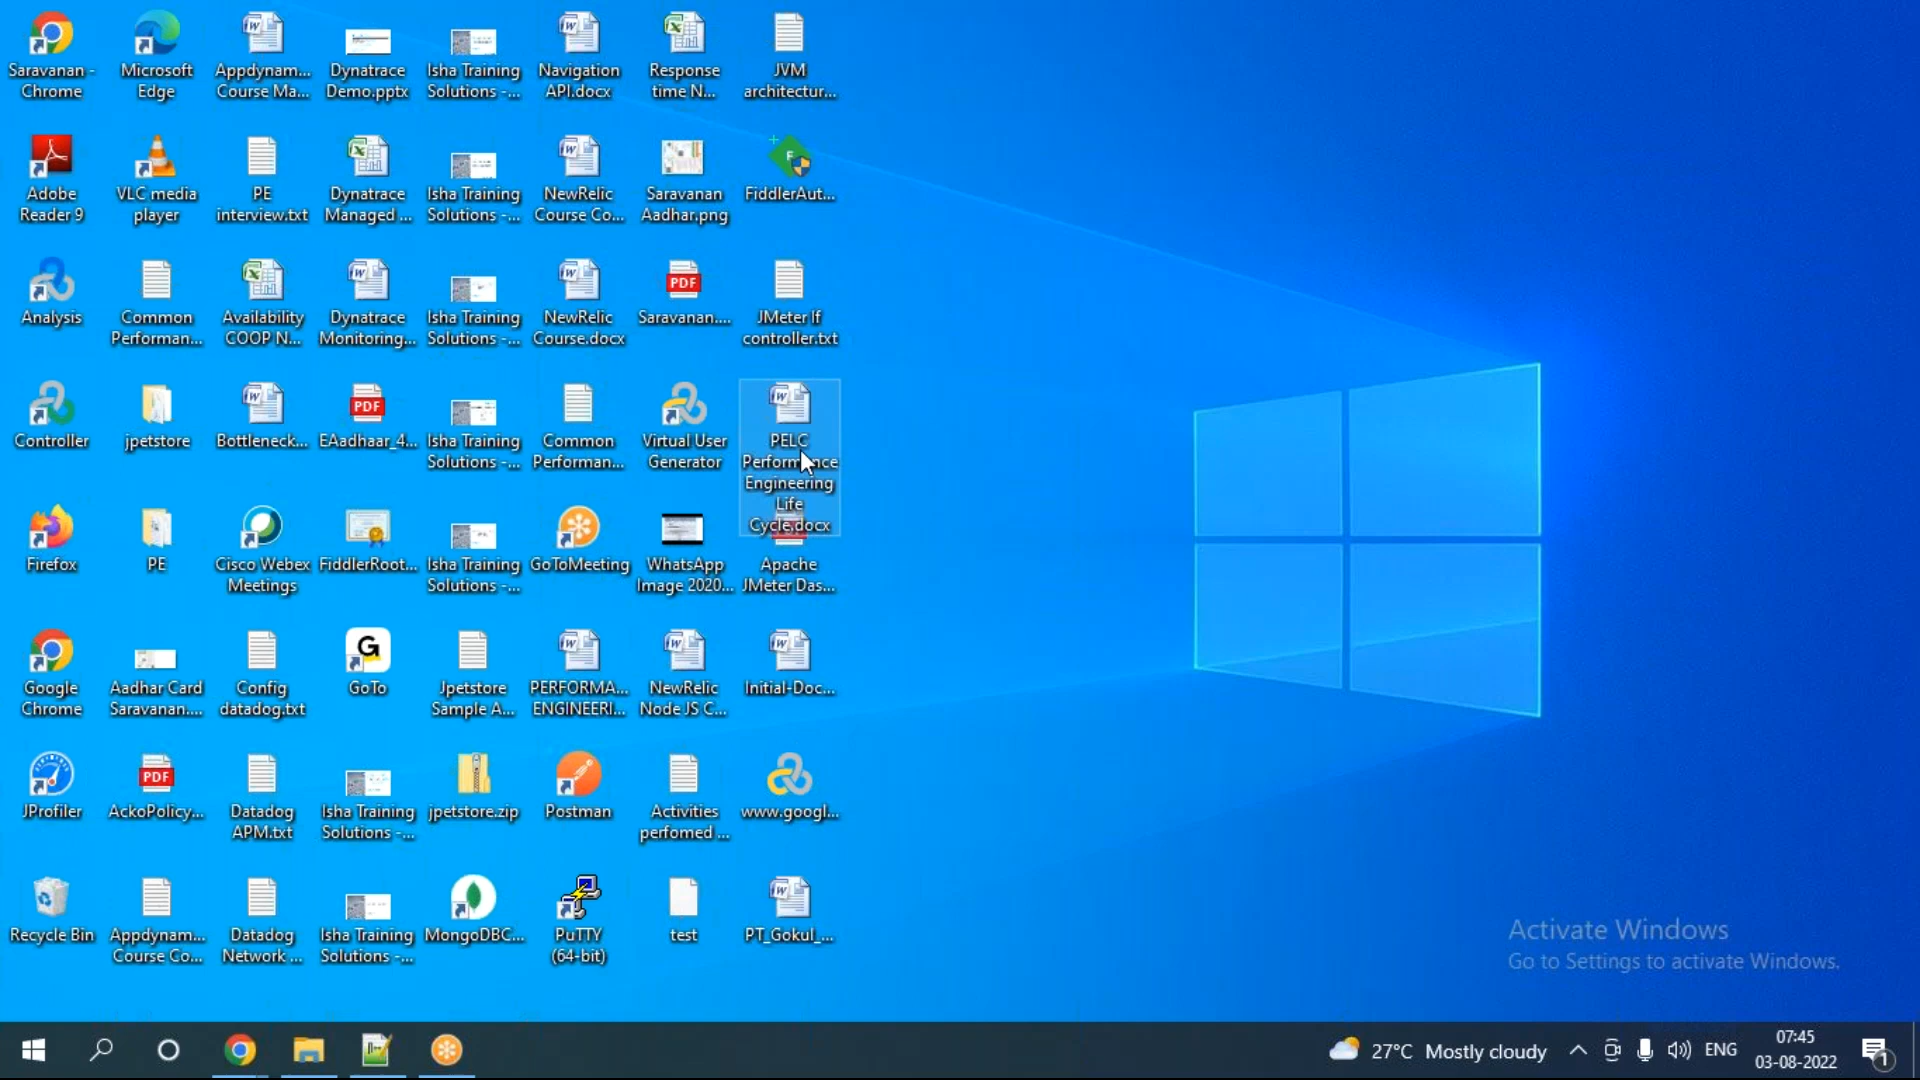 Saravanan -
Chrome
Microsoft
Edge
Appdynam...
Course Ma...
Dynatrace
Demo.pptx
Isha Training
Solutions -...
Navigation
API.docx
Response
time N...
JVM
architectur...
Adobe
Reader 9
VLC media
player
PE
interview.txt
Dynatrace
Managed ...
Isha Training
Solutions -...
NewRelic
Course Co...
Saravanan
Aadhar.png
FiddlerAut...
Analysis
Common
Performan...
Availability
COOP N...
Dynatrace
Monitoring...
Isha Training
Solutions -...
NewRelic
Course.docx
PDF
Saravanan....
JMeter If
controller.txt
Controller
jpetstore
Bottleneck...
PDF
EAadhaar_4...
Isha Training
Solutions -...
Common
Performan...
Virtual User
Generator
PELC
Performance
Engineering
Life
Cycle.docx
Firefox
PE
Cisco Webex
Meetings
FiddlerRoot...
Isha Training
Solutions -...
GoToMeeting
WhatsApp
Image 2020...
Apache
JMeter Das...
Google
Chrome
Aadhar Card
Saravanan....
Config
datadog.txt
G
GoTo
Jpetstore
Sample A...
PERFORMA...
ENGINEERI...
NewRelic
Node JS C...
Initial-Doc...
JProfiler
PDF
AckoPolicy...
Datadog
APM.txt
Isha Training
Solutions -...
jpetstore.zip
Postman
Activities
perfomed ...
www.googl...
Recycle Bin
Appdynam...
Course Co...
Datadog
Network ...
Isha Training
Solutions -...
MongoDBC...
PuTTY
(64-bit)
test
PT_Gokul_...
Activate Windows
Go to Settings to activate Windows.
27°C Mostly cloudy
ENG
07:45
03-08-2022
1